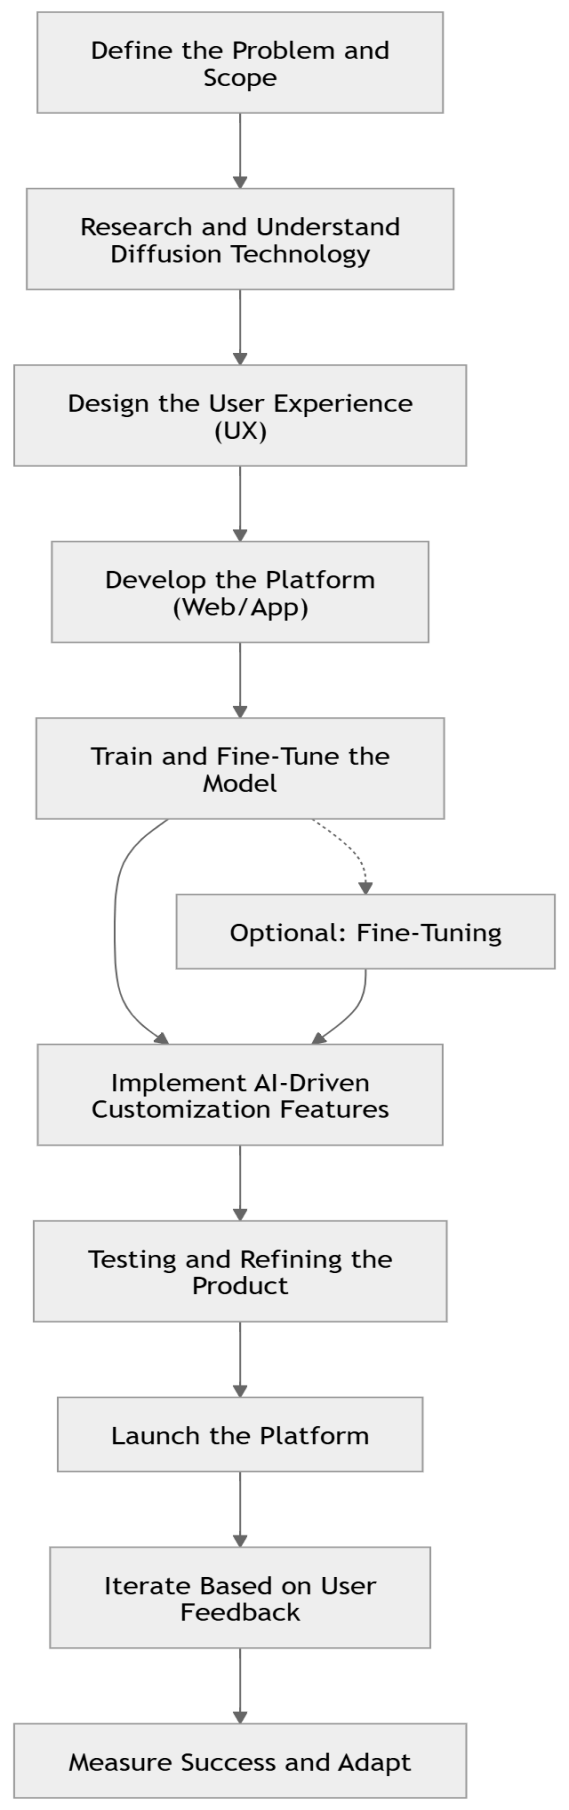 Define the Problem and
Scope
Research and Understand
Diffusion Technology
Design the User Experience
(UX)
Develop the Platform
(Web/App)
Train and Fine-Tune the
Model
Optional: Fine-Tuning
Implement AI-Driven
Customization Features
Testing and Refining the
Product
Launch the Platform
Iterate Based on User
Feedback
Measure Success and Adapt